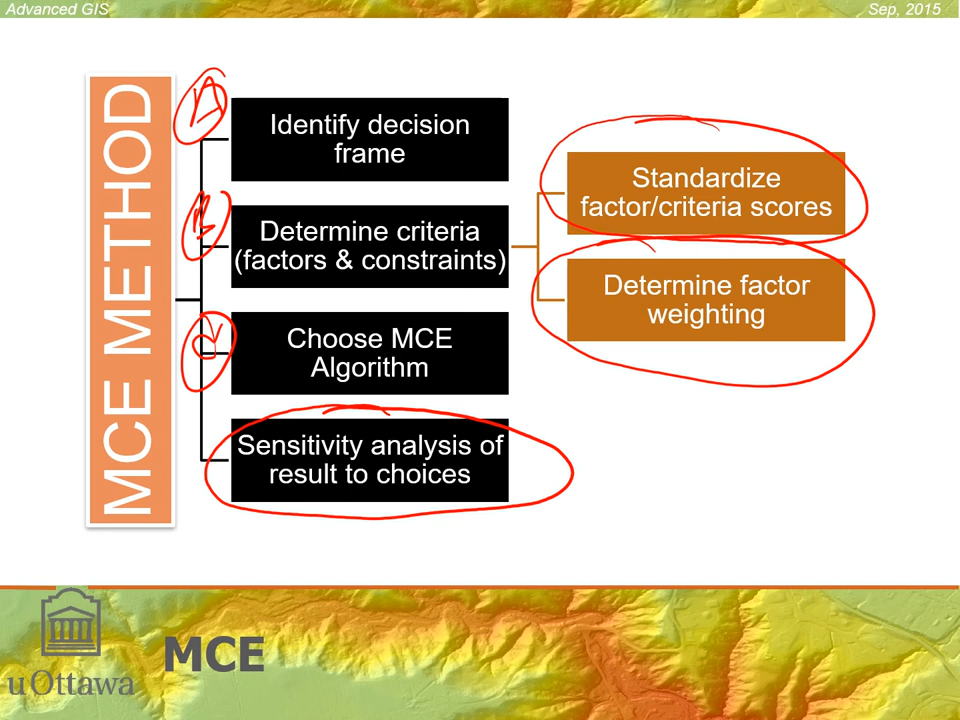 Advanced GIS
Sep, 2015
MCE METHOD
A
Identify decision
frame
B
Determine criteria
(factors & constraints)
Standardize
factor/criteria scores
Determine factor
weighting
Choose MCE
Algorithm
Sensitivity analysis of
result to choices
uOttawa
MCE